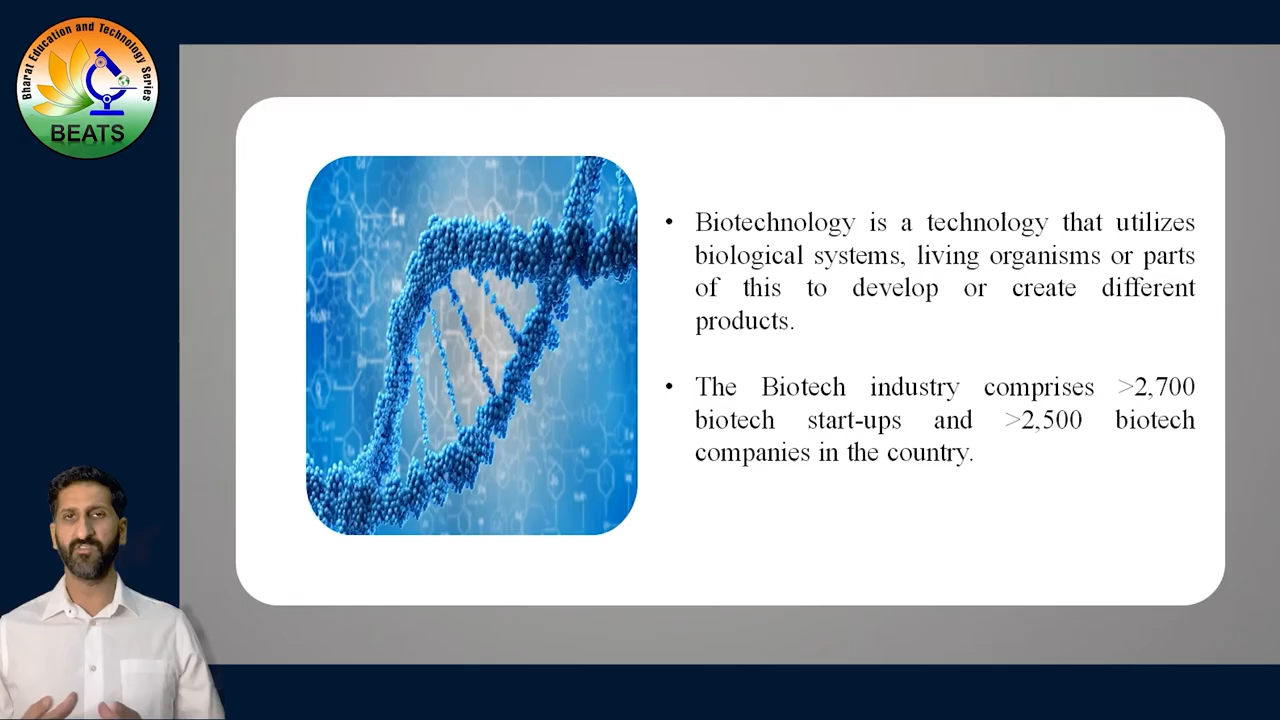 Bharat Education and Technology Series
BEATS
• Biotechnology is a technology that utilizes
biological systems, living organisms or parts
of this to develop or create different
products.
• The Biotech industry comprises >2,700
biotech start-ups and >2,500 biotech
companies in the country.